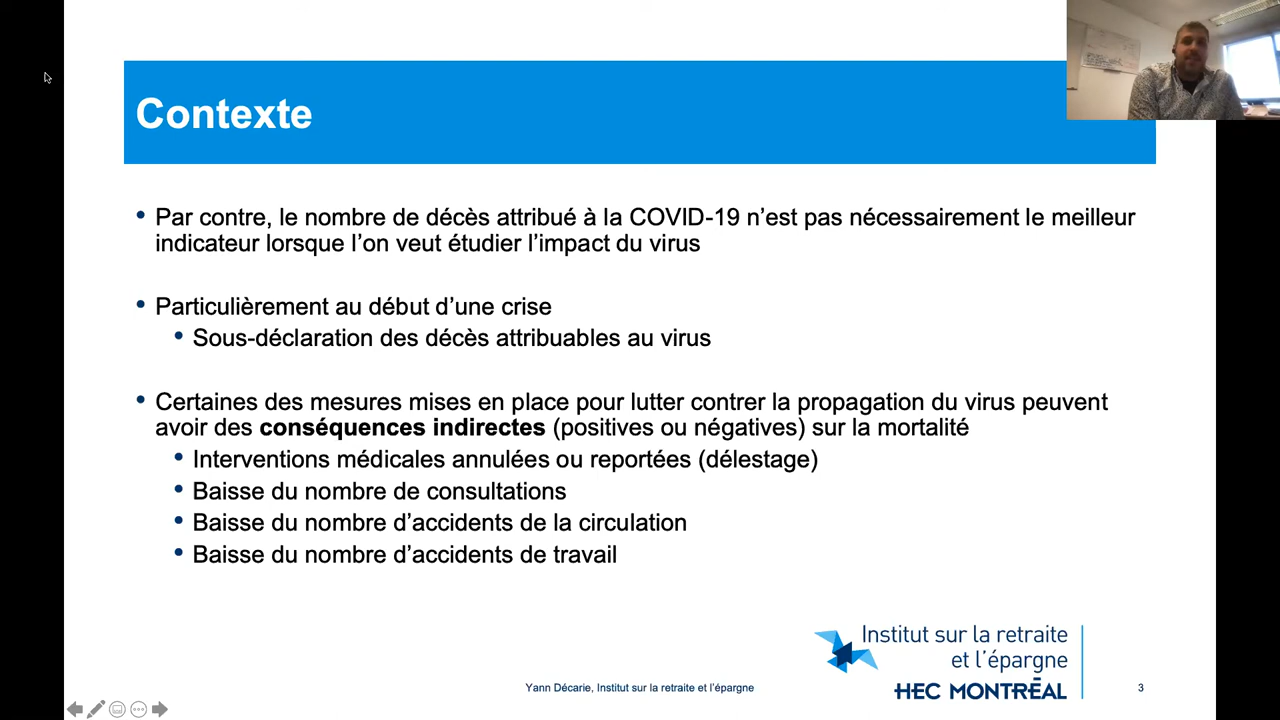 Contexte
• Par contre, le nombre de décès attribué à la COVID-19 n’est pas nécessairement le meilleur
indicateur lorsque l’on veut étudier l’impact du virus
• Particulièrement au début d’une crise
• Sous-déclaration des décès attribuables au virus
• Certaines des mesures mises en place pour lutter contrer la propagation du virus peuvent
avoir des conséquences indirectes (positives ou négatives) sur la mortalité
• Interventions médicales annulées ou reportées (délestage)
• Baisse du nombre de consultations
• Baisse du nombre d’accidents de la circulation
• Baisse du nombre d’accidents de travail
Institut sur la retraite
et l’épargne
HEC MONTRÉAL
Yann Décarie, Institut sur la retraite et l’épargne
3